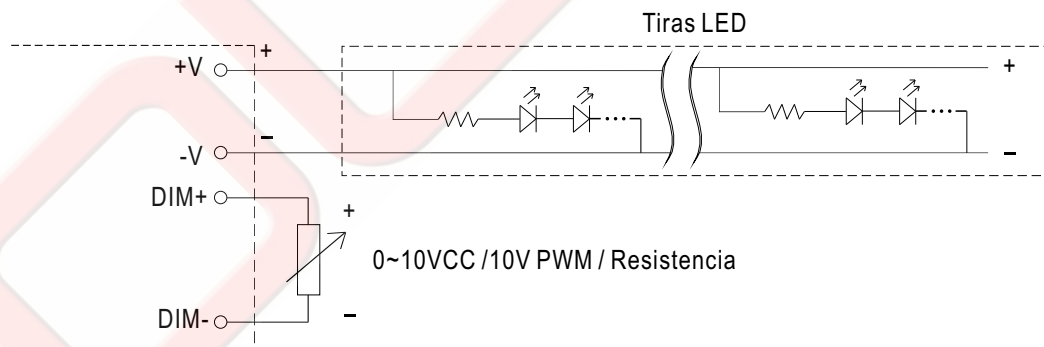 Tiras LED
+
+V
+
–
-V
–
DIM+
+
0~10VCC /10V PWM / Resistencia
DIM-
–